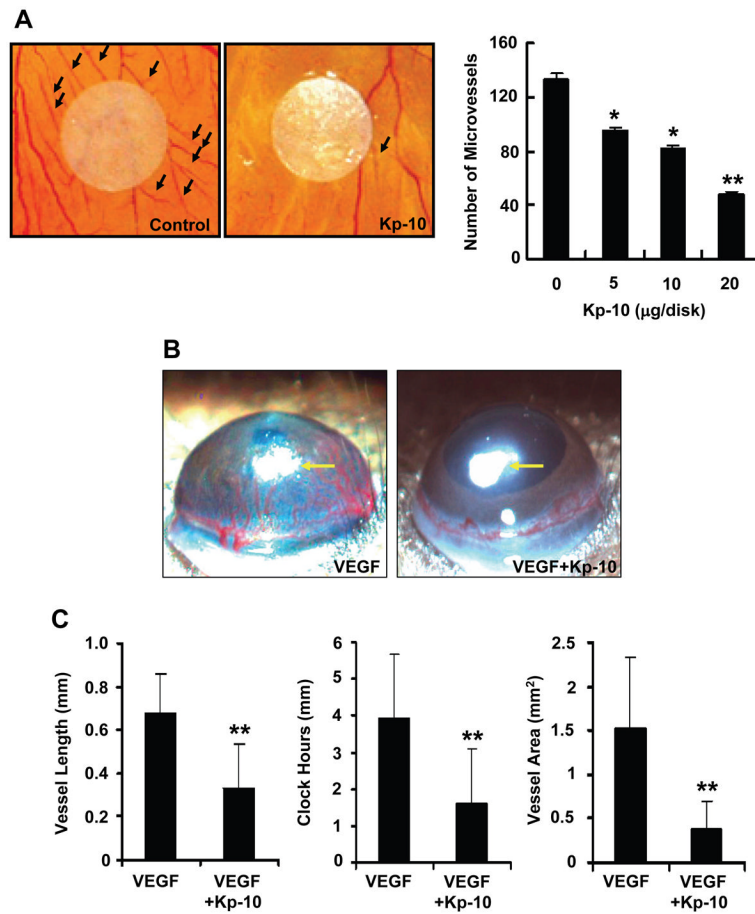 A
Control
Kp-10
Number of Microvessels
160
120
80
40
0
*
*
**
0 5 10 20
Kp-10 (μg/disk)
B
VEGF
VEGF+Kp-10
C
Vessel Length (mm)
1.0
0.8
0.6
0.4
0.2
0
**
VEGF VEGF
+Kp-10
Clock Hours (mm)
6
5
4
3
2
1
0
**
VEGF VEGF
+Kp-10
Vessel Area (mm²)
2.5
2
1.5
1
0.5
0
**
VEGF VEGF
+Kp-10